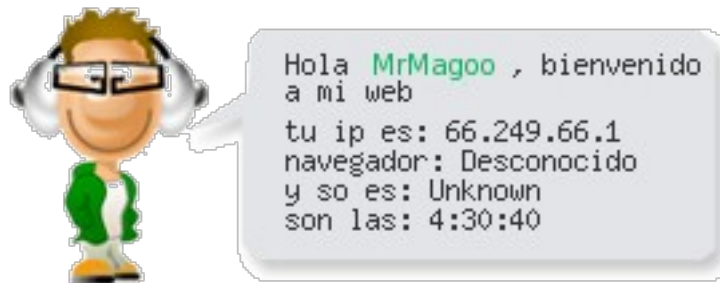 Hola MrMagoo , bienvenido
a mi web
tu ip es: 66.249.66.1
navegador: Desconocido
y so es: Unknown
son las: 4:30:40